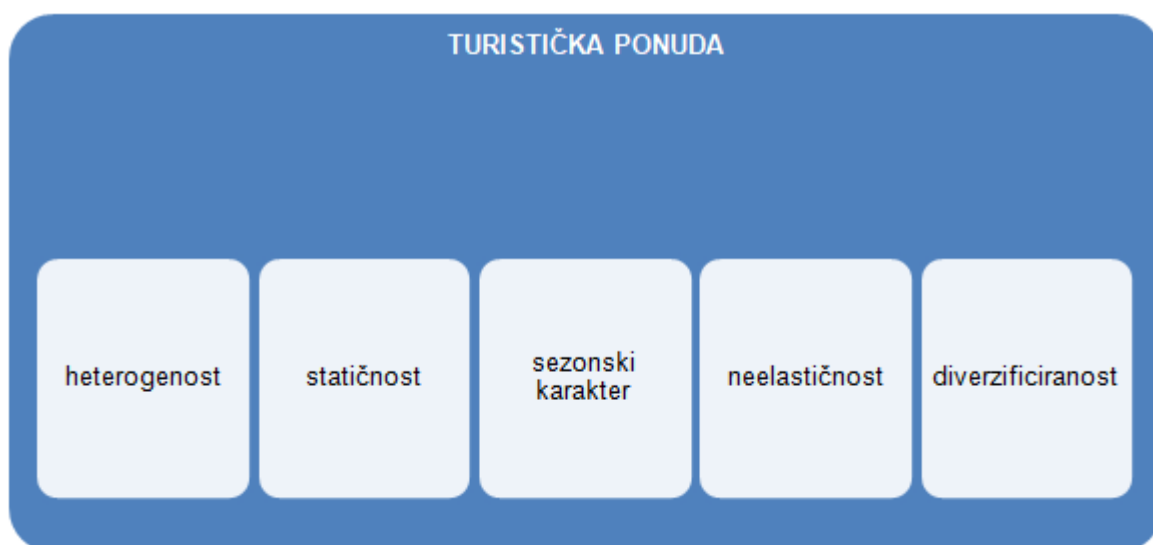 TURISTIČKA PONUDA
heterogenost
statičnost
sezonski
karakter
neelastičnost
diverzificiranost